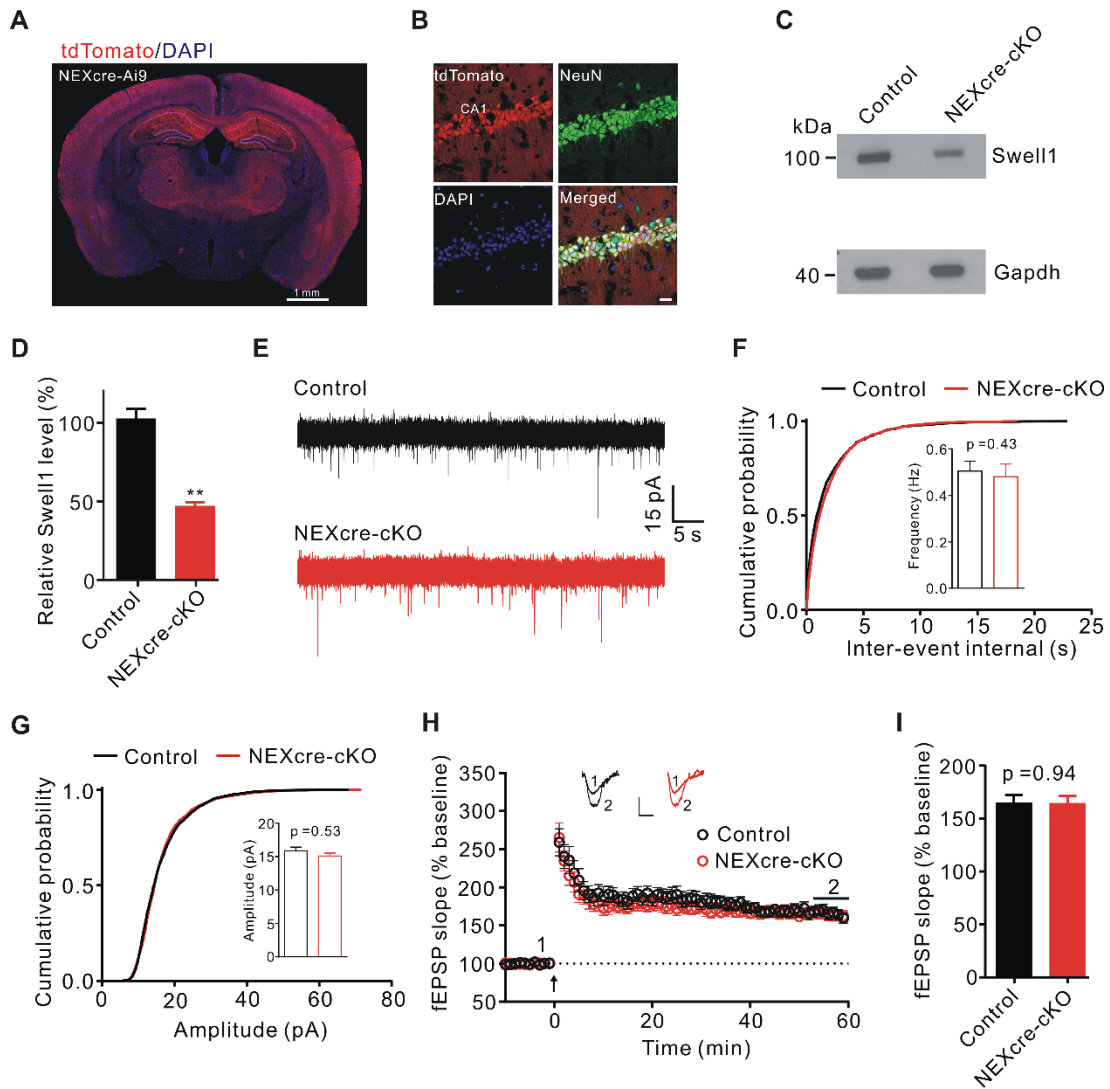 A
tdTomato/DAPI
NEXcre-Ai9
1 mm
B
tdTomato
CA1
NeuN
DAPI
Merged
C
Control
NEXcre-cKO
kDa
100
Swell1
40
Gapdh
D
Relative Swell1 level (%)
100
50
0
**
Control
NEXcre-cKO
E
Control
NEXcre-cKO
15 pA
5 s
F
Control
NEXcre-cKO
Cumulative probability
1.0
0.5
0.0
0
5
10
15
20
25
Inter-event internal (s)
p =0.43
Frequency (Hz)
0.6
0.4
0.2
0.0
G
Control
NEXcre-cKO
Cumulative probability
1.0
0.5
0.0
0
20
40
60
80
Amplitude (pA)
p =0.53
Amplitude (pA)
20
15
10
5
0
H
fEPSP slope (% baseline)
350
300
250
200
150
100
50
1
2
1
2
Control
NEXcre-cKO
2
1
0
20
40
60
Time (min)
I
fEPSP slope (% baseline)
200
150
100
50
0
p =0.94
Control
NEXcre-cKO